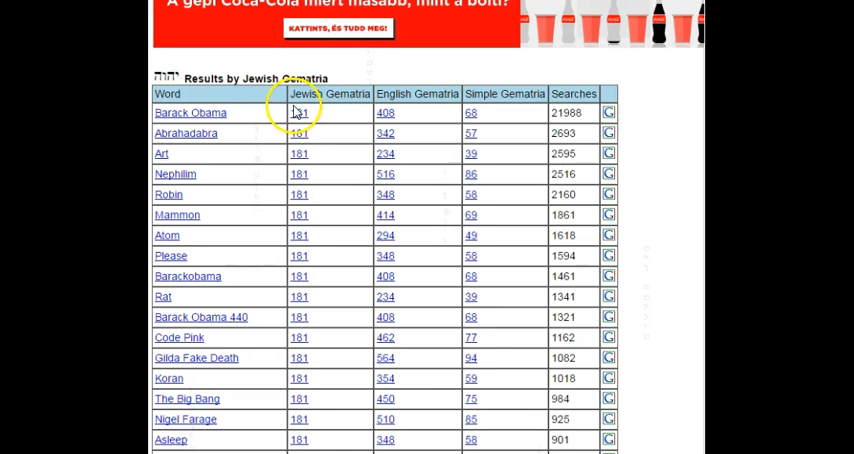 A gépi Coca-Cola miért másabb, mint a bolti?
KATTINTS, ÉS TUDD MEG!
יהוה Results by Jewish Gematria
Word Jewish Gematria English Gematria Simple Gematria Searches
Barack Obama 181 408 68 21988 G
Abrahadabra 181 342 57 2693 G
Art 181 234 39 2595 G
Nephilim 181 516 86 2516 G
Robin 181 348 58 2160 G
Mammon 181 414 69 1861 G
Atom 181 294 49 1618 G
Please 181 348 58 1594 G
Barackobama 181 408 68 1461 G
Rat 181 234 39 1341 G
Barack Obama 440 181 408 68 1321 G
Code Pink 181 462 77 1162 G
Gilda Fake Death 181 564 94 1082 G
Koran 181 354 59 1018 G
The Big Bang 181 450 75 984 G
Nigel Farage 181 510 85 925 G
Asleep 181 348 58 901 G